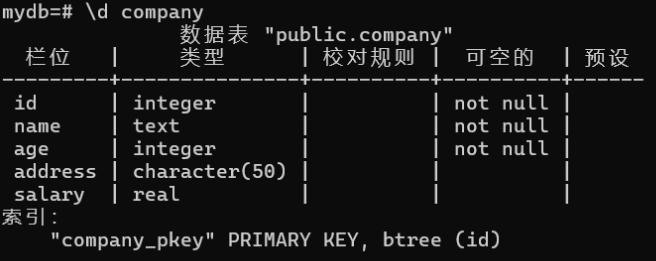 mydb=# \d company
数据表 "public.company"
栏位 | 类型 | 校对规则 | 可空的 | 预设
---------+---------------+----------+----------+------
id | integer | | not null |
name | text | | not null |
age | integer | | not null |
address | character(50) | | |
salary | real | | |
索引:
"company_pkey" PRIMARY KEY, btree (id)